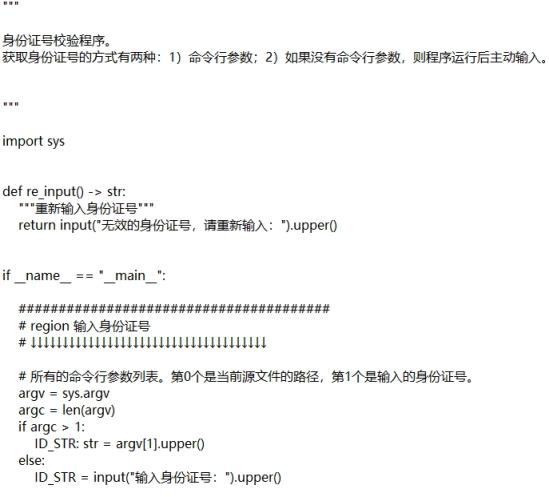 """
身份证号校验程序。
获取身份证号的方式有两种：1）命令行参数；2）如果没有命令行参数，则程序运行后主动输入。
"""
import sys
def re_input() -> str:
"""重新输入身份证号"""
return input("无效的身份证号，请重新输入：").upper()
if __name__ == "__main__":
#######################################
# region 输入身份证号
# ↓↓↓↓↓↓↓↓↓↓↓↓↓↓↓↓↓↓↓↓↓↓↓↓↓↓↓↓↓↓↓↓↓↓↓↓↓
# 所有的命令行参数列表。第0个是当前源文件的路径，第1个是输入的身份证号。
argv = sys.argv
argc = len(argv)
if argc > 1:
ID_STR: str = argv[1].upper()
else:
ID_STR = input("输入身份证号：").upper()